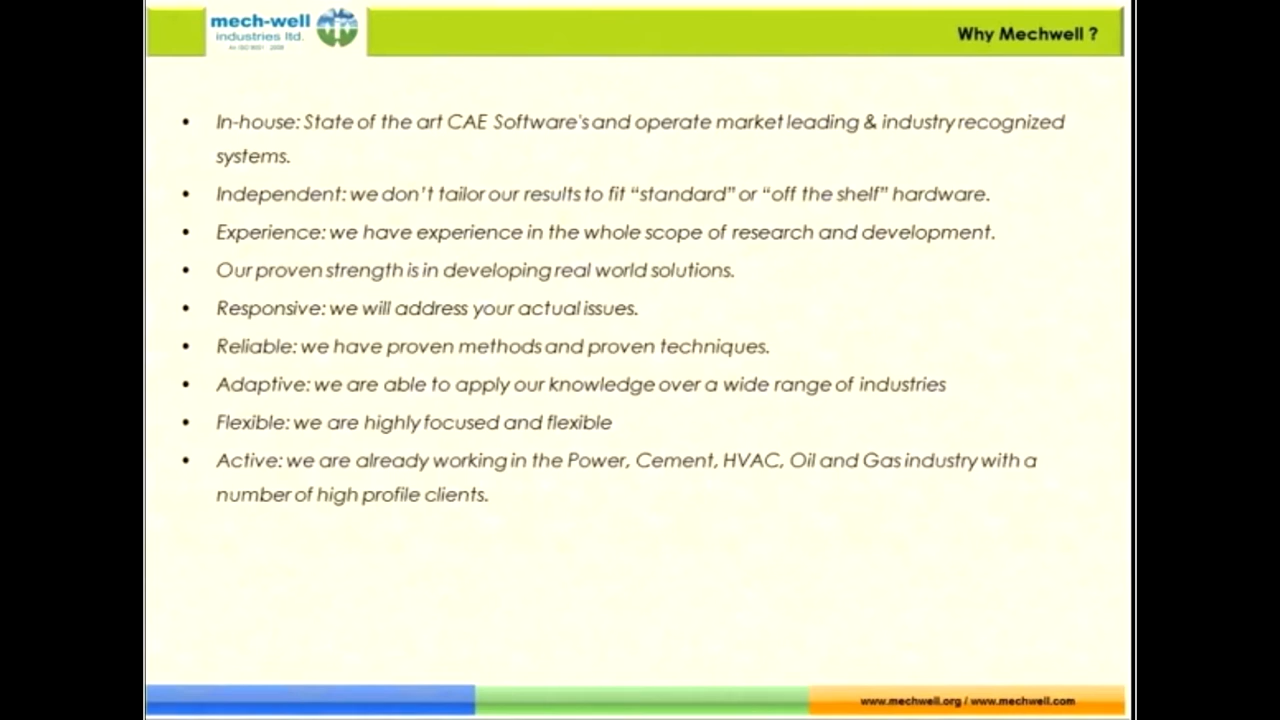 mech-well
industries ltd.
An ISO 9001 : 2008
Why Mechwell ?
• In-house: State of the art CAE Software's and operate market leading & industry recognized
systems.
• Independent: we don't tailor our results to fit “standard” or “off the shelf” hardware.
• Experience: we have experience in the whole scope of research and development.
• Our proven strength is in developing real world solutions.
• Responsive: we will address your actual issues.
• Reliable: we have proven methods and proven techniques.
• Adaptive: we are able to apply our knowledge over a wide range of industries
• Flexible: we are highly focused and flexible
• Active: we are already working in the Power, Cement, HVAC, Oil and Gas industry with a
number of high profile clients.
www.mechwell.org / www.mechwell.com